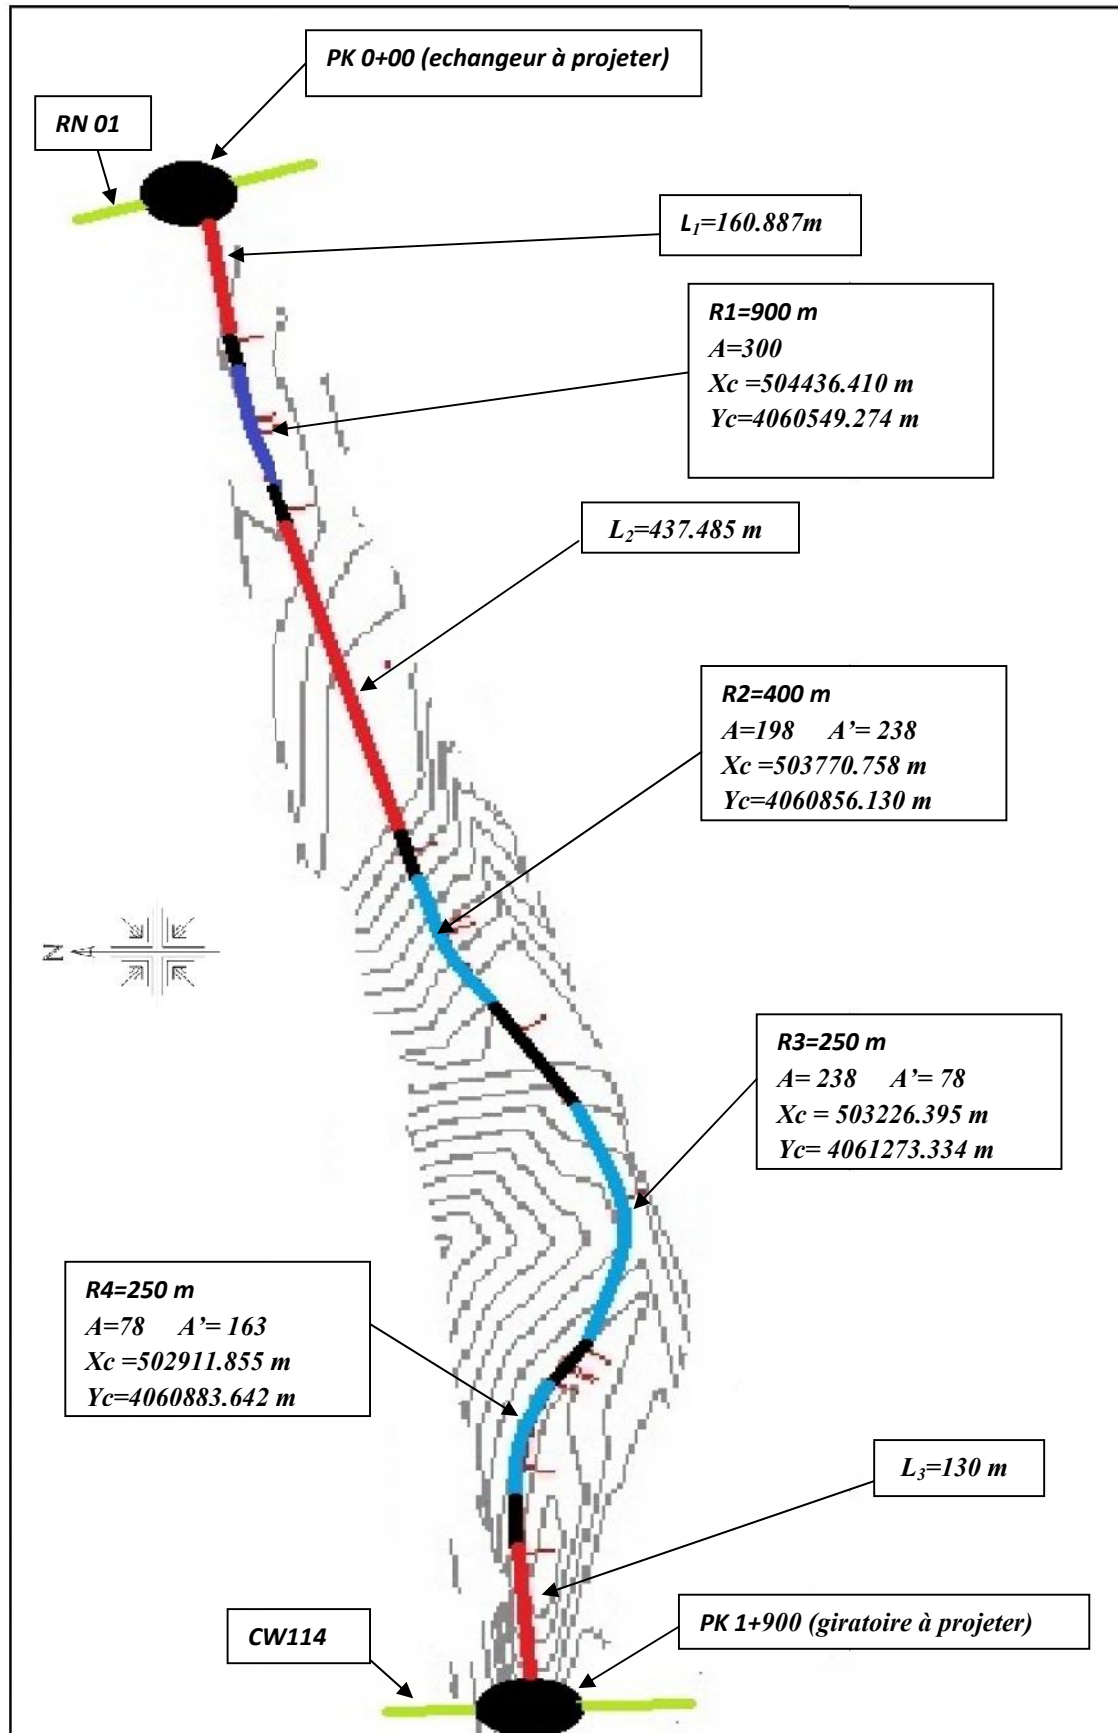 PK 0+00 (echangeur à projeter)
RN 01
L1=160.887m
R1=900 m
A=300
Xc =504436.410 m
Yc=4060549.274 m
L2=437.485 m
R2=400 m
A=198 A’= 238
Xc =503770.758 m
Yc=4060856.130 m
N
R3=250 m
A= 238 A’= 78
Xc = 503226.395 m
Yc= 4061273.334 m
R4=250 m
A=78 A’= 163
Xc =502911.855 m
Yc=4060883.642 m
L3=130 m
CW114
PK 1+900 (giratoire à projeter)